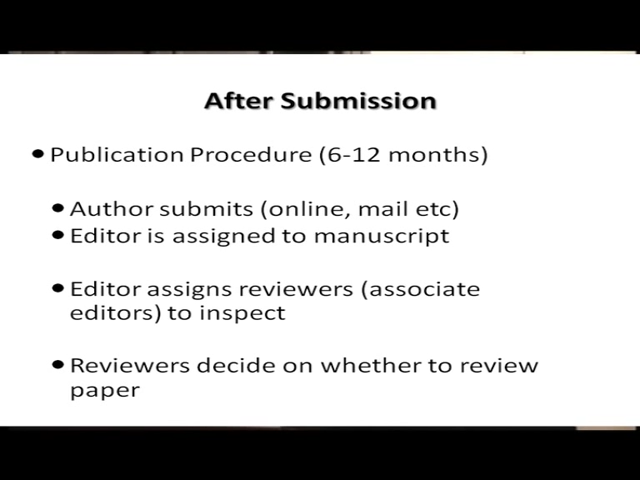 After Submission
• Publication Procedure (6-12 months)
• Author submits (online, mail etc)
• Editor is assigned to manuscript
• Editor assigns reviewers (associate
editors) to inspect
• Reviewers decide on whether to review
paper